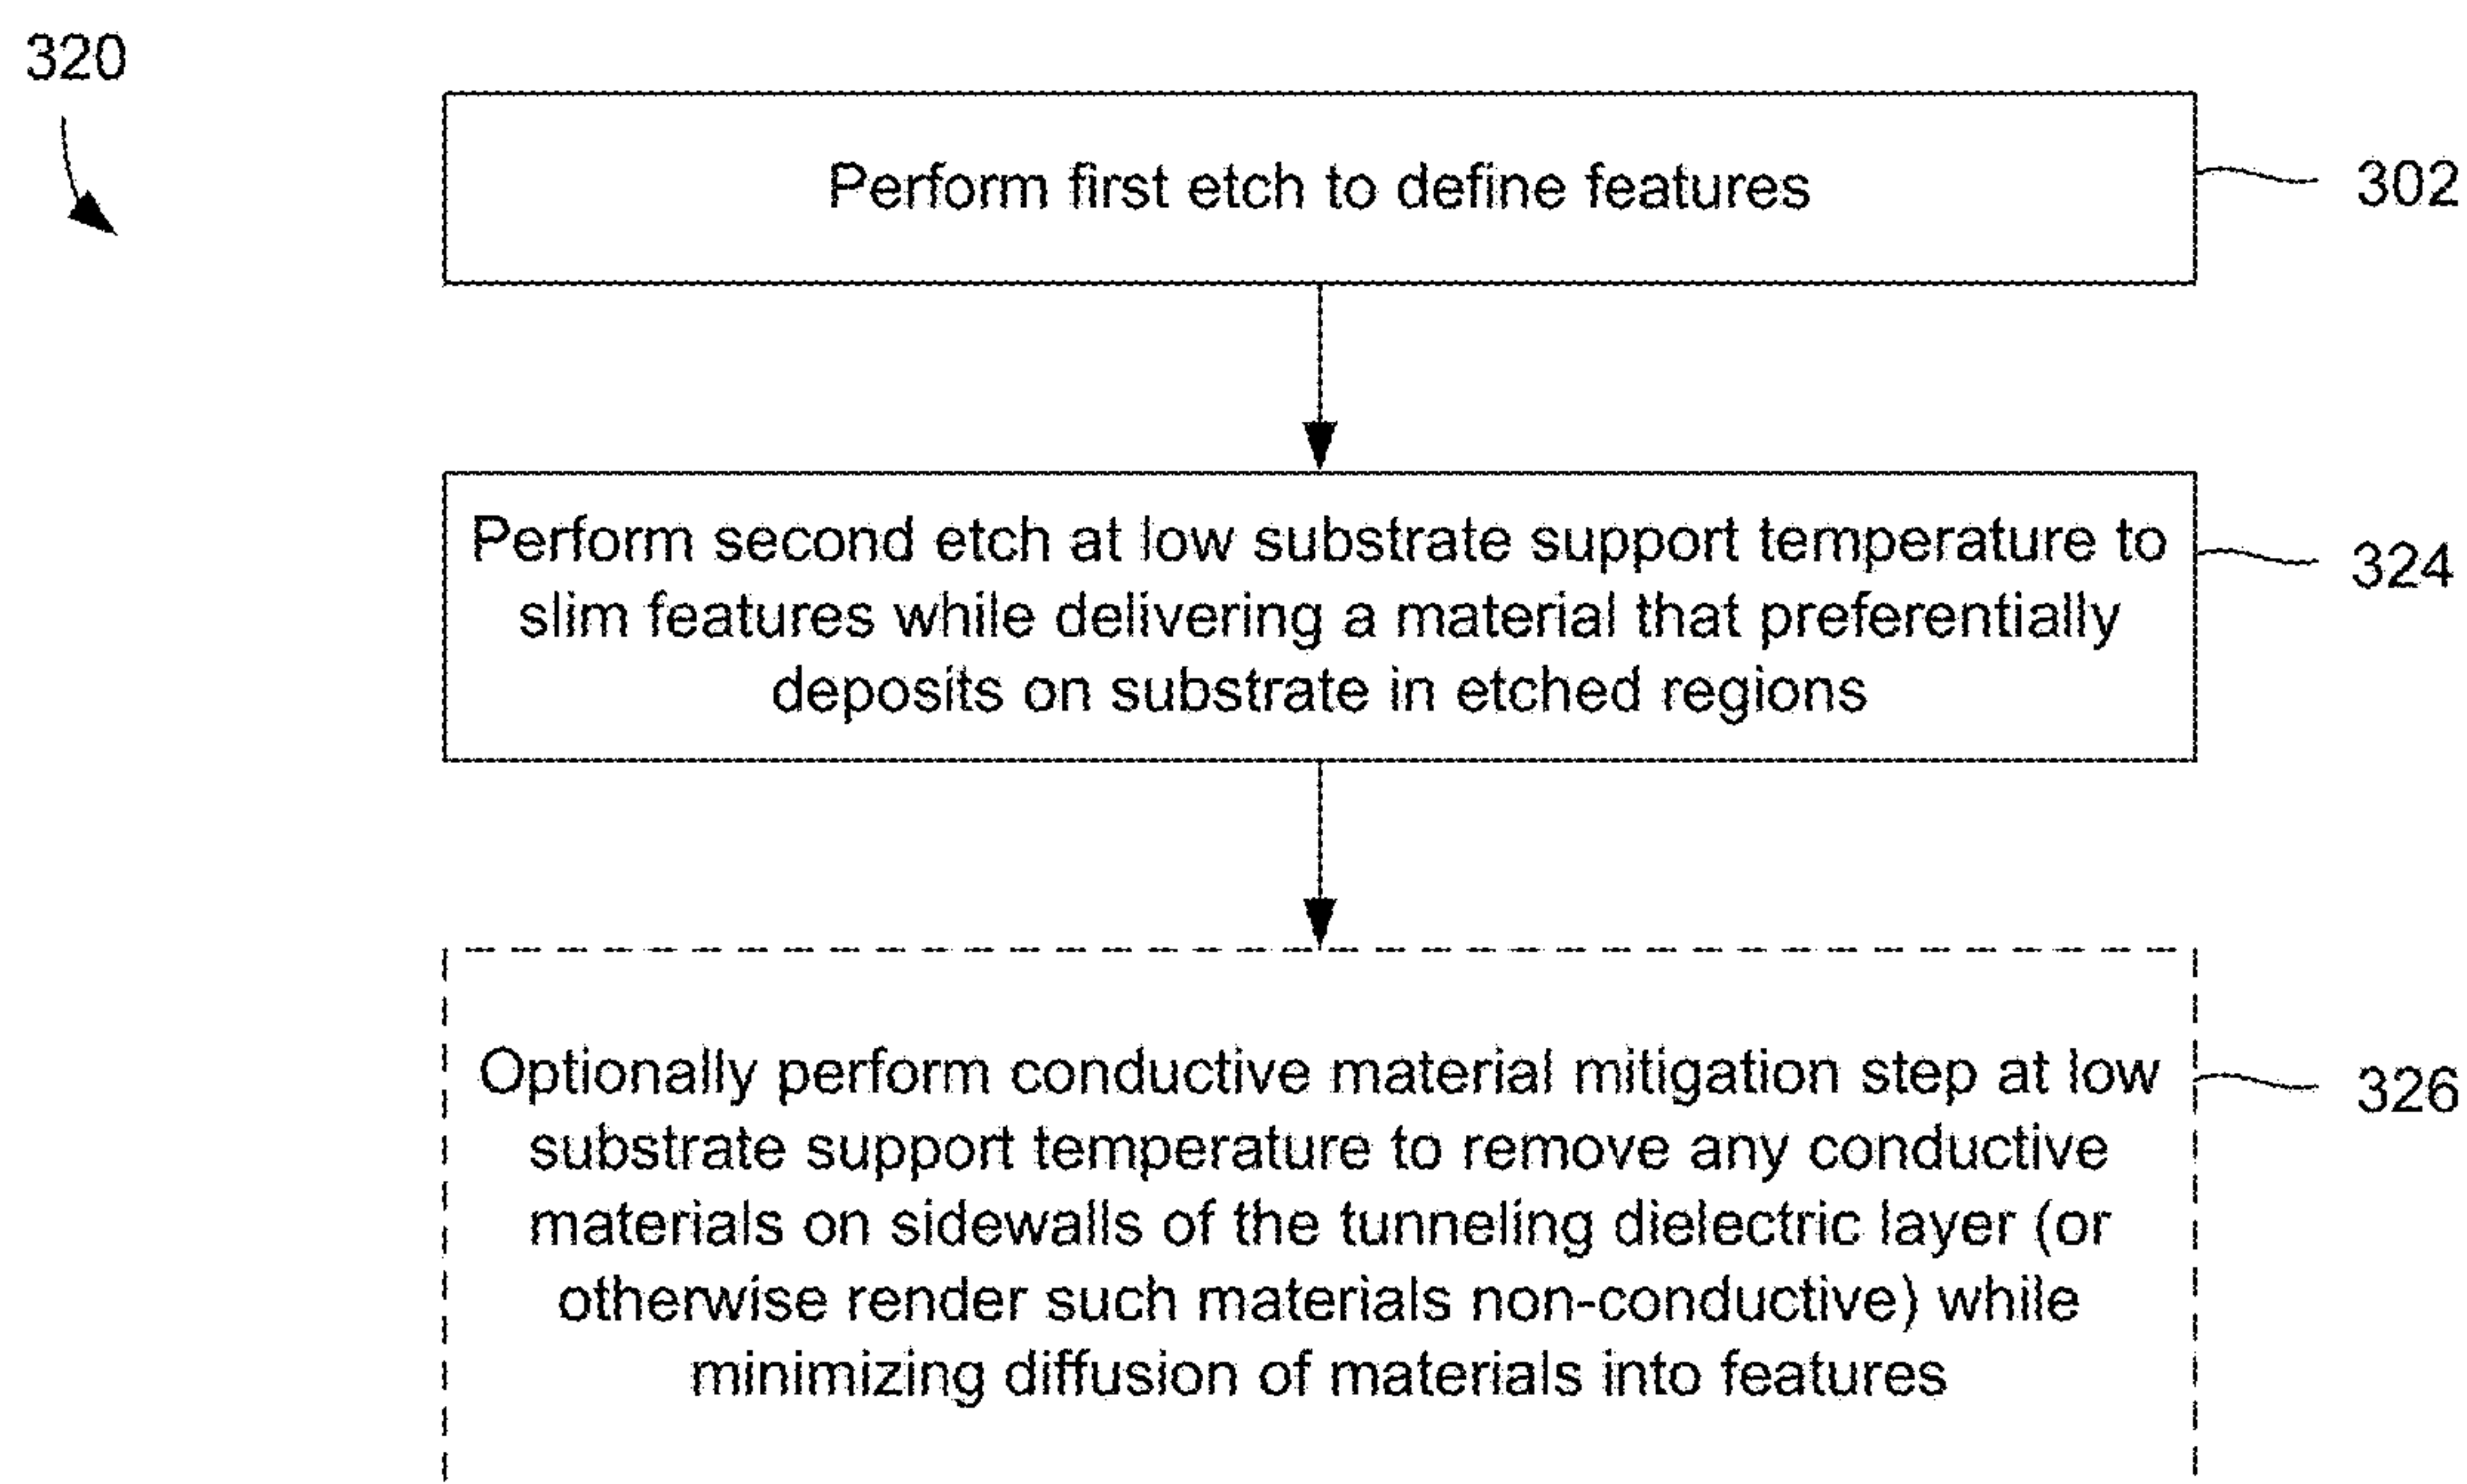 320
Perform first etch to define features
302
Perform second etch at low substrate support temperature to
slim features while delivering a material that preferentially
deposits on substrate in etched regions
324
Optionally perform conductive material mitigation step at low
substrate support temperature to remove any conductive
materials on sidewalls of the tunneling dielectric layer (or
otherwise render such materials non-conductive) while
minimizing diffusion of materials into features
326